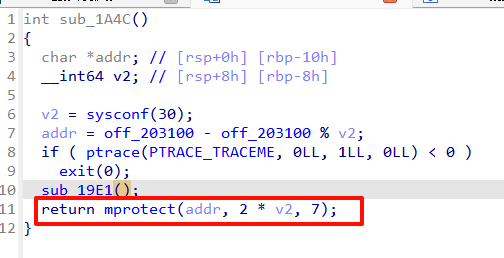 1 int sub_1A4C()
2 {
3 char *addr; // [rsp+0h] [rbp-10h]
4 __int64 v2; // [rsp+8h] [rbp-8h]
5
6 v2 = sysconf(30);
7 addr = off_203100 - off_203100 % v2;
8 if ( ptrace(PTRACE_TRACEME, 0LL, 1LL, 0LL) < 0 )
9 exit(0);
10 sub_19E1();
11 return mprotect(addr, 2 * v2, 7);
12 }